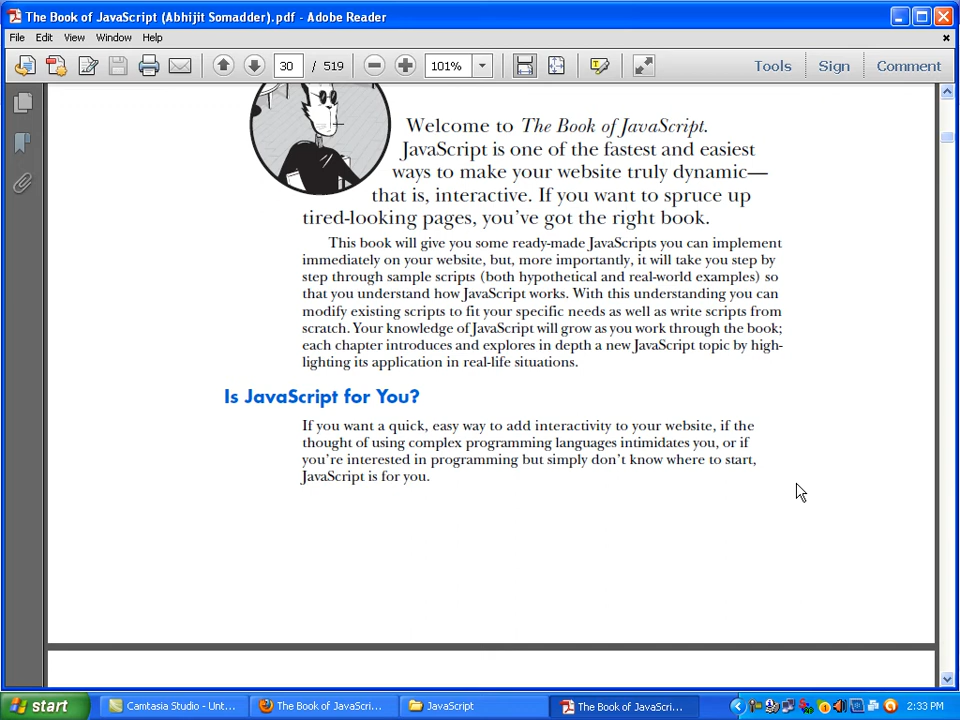 The Book of JavaScript (Abhijit Somadder).pdf - Adobe Reader
File Edit View Window Help
30 / 519 101% Tools Sign Comment
Welcome to The Book of JavaScript.
JavaScript is one of the fastest and easiest
ways to make your website truly dynamic—
that is, interactive. If you want to spruce up
tired-looking pages, you’ve got the right book.
This book will give you some ready-made JavaScripts you can implement
immediately on your website, but, more importantly, it will take you step by
step through sample scripts (both hypothetical and real-world examples) so
that you understand how JavaScript works. With this understanding you can
modify existing scripts to fit your specific needs as well as write scripts from
scratch. Your knowledge of JavaScript will grow as you work through the book;
each chapter introduces and explores in depth a new JavaScript topic by high-
lighting its application in real-life situations.
Is JavaScript for You?
If you want a quick, easy way to add interactivity to your website, if the
thought of using complex programming languages intimidates you, or if
you’re interested in programming but simply don’t know where to start,
JavaScript is for you.
start Camtasia Studio - Unt... The Book of JavaScri... JavaScript The Book of JavaScri... 2:33 PM